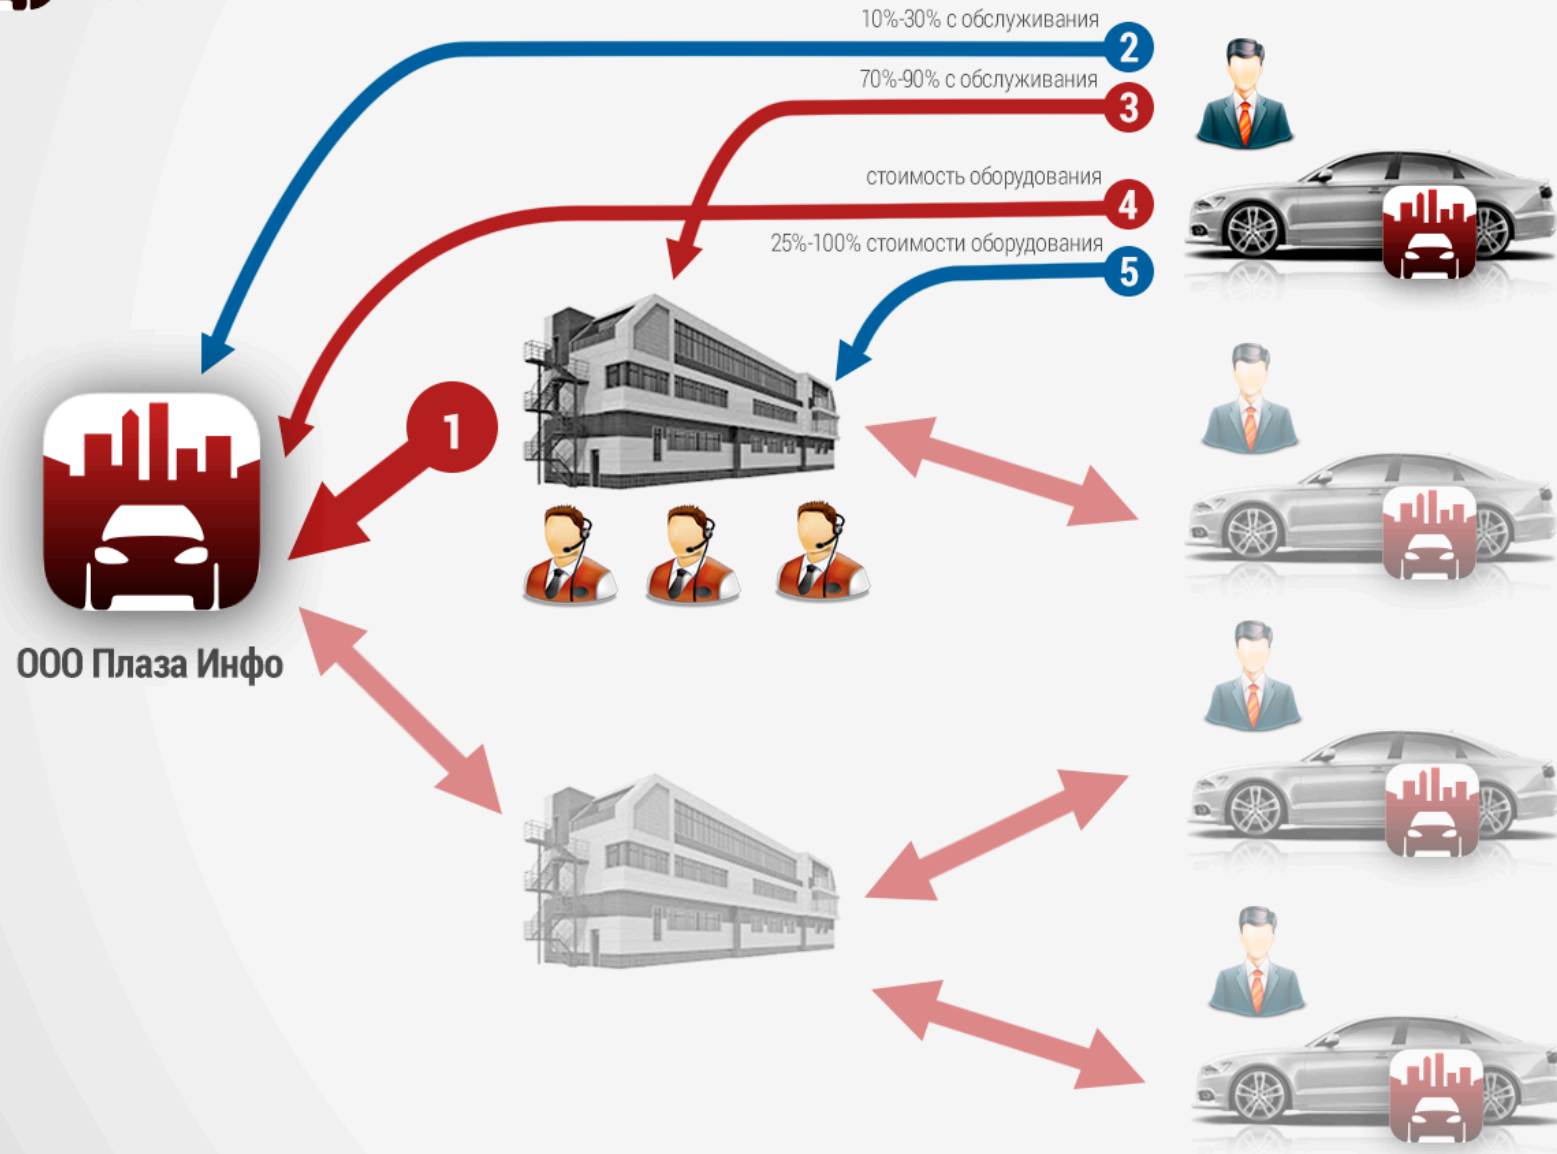 10%-30% с обслуживания
2
70%-90% с обслуживания
3
стоимость оборудования
4
25%-100% стоимости оборудования
5
1
ООО Плаза Инфо